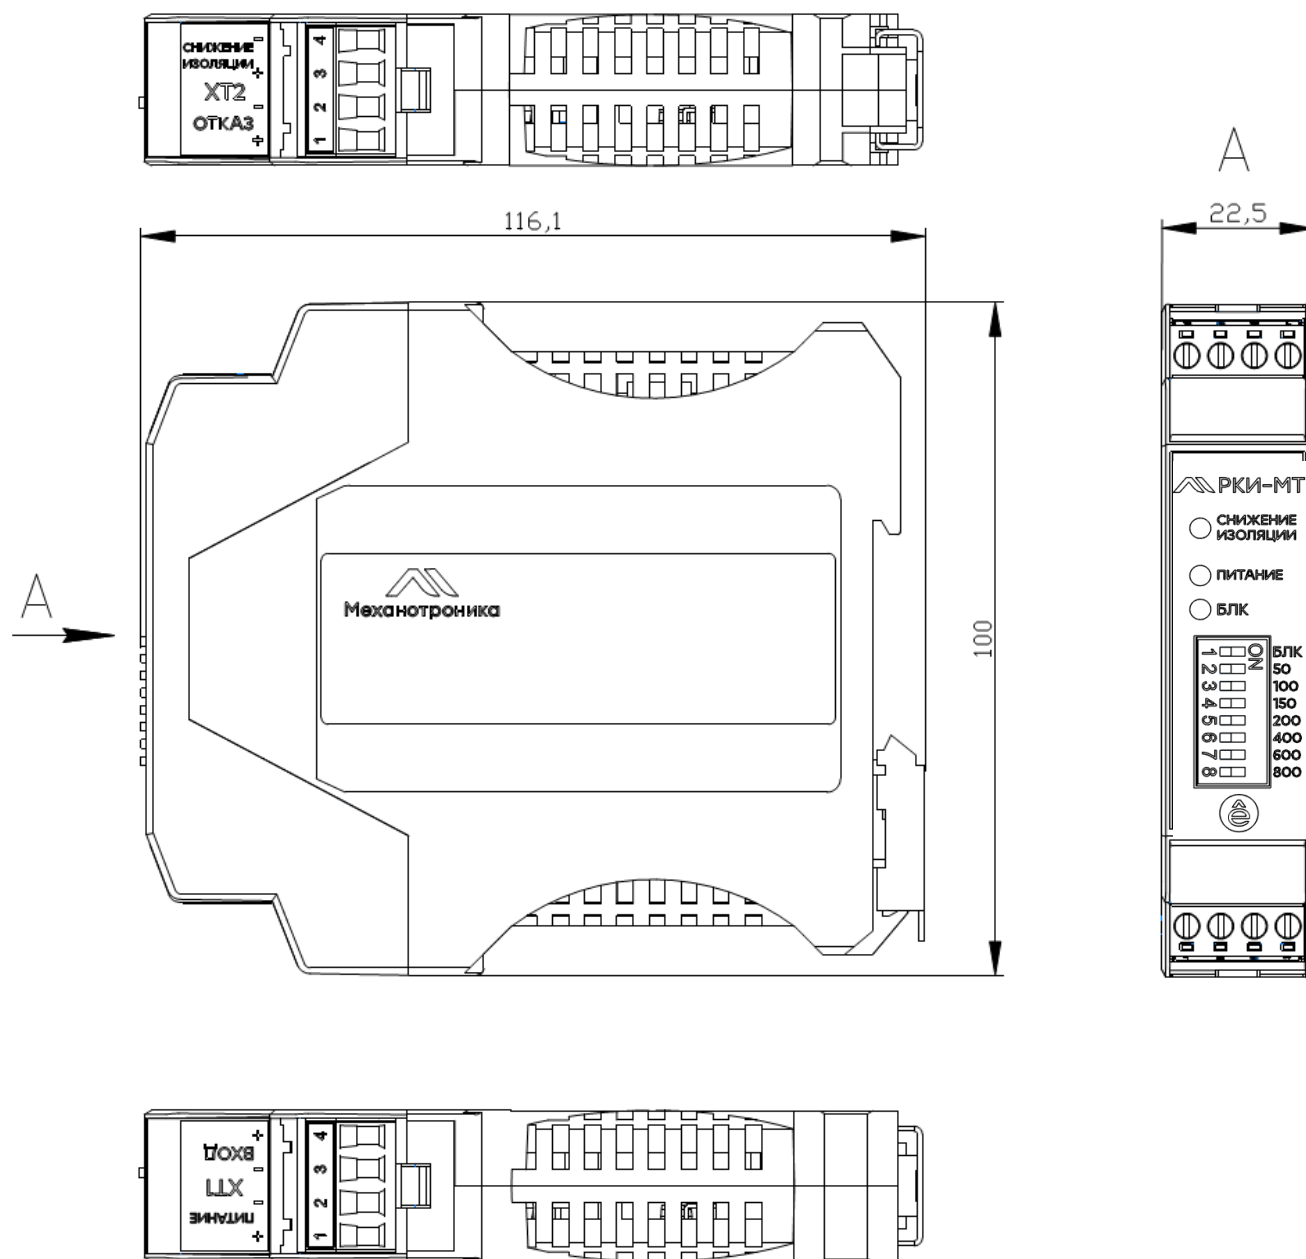 СНИЖЕНИЕ
ИЗОЛЯЦИИ
XT2
ОТКАЗ
- + - +
4
3
2
1
A
116,1
22,5
РКИ-МТ
СНИЖЕНИЕ
ИЗОЛЯЦИИ
ПИТАНИЕ
БЛК
ON
1 БЛК
2 50
3 100
4 150
5 200
6 400
7 600
8 800
ê
Механотроника
A
100
+ - - +
ВХОД
XT1
ПИТАНИЕ
4
3
2
1